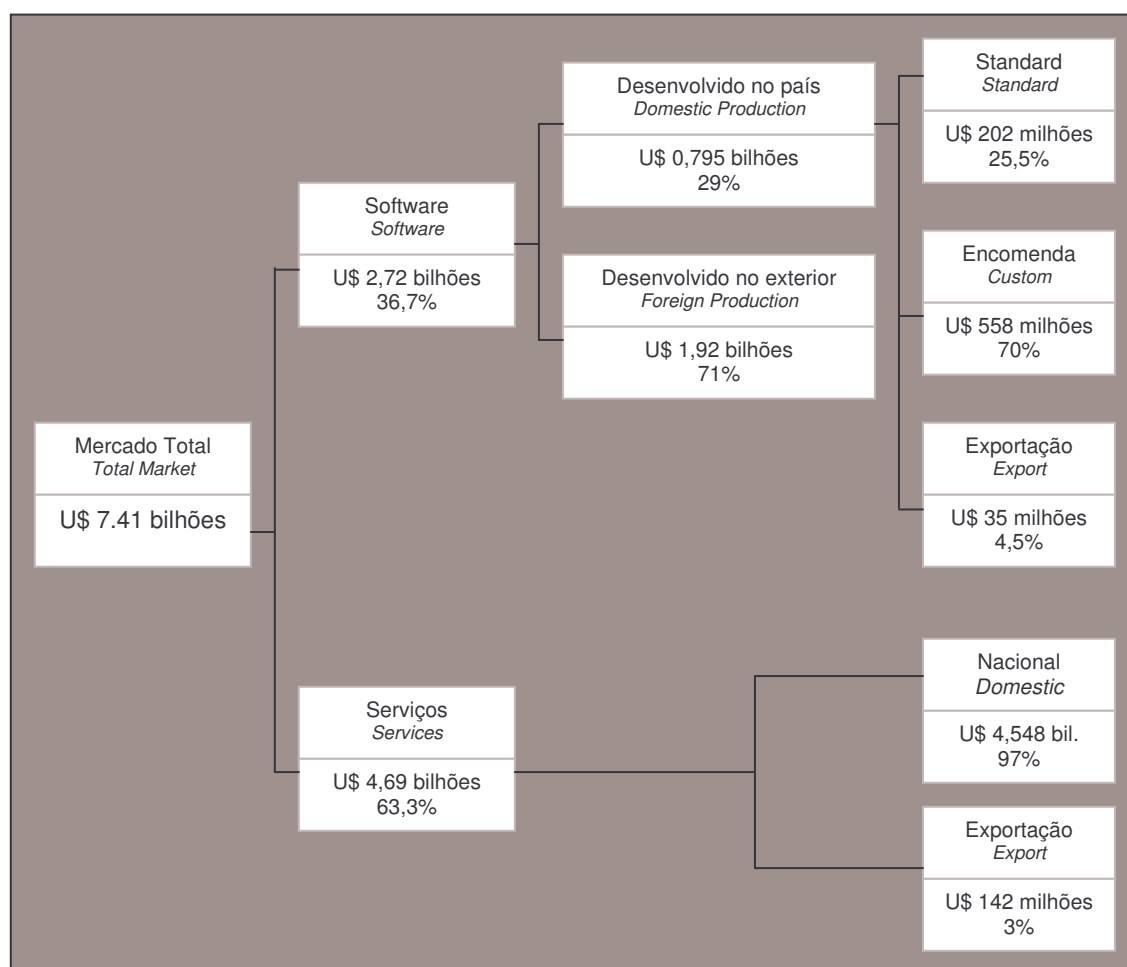 Mercado Total
Total Market
U$ 7.41 bilhões
Software
Software
U$ 2,72 bilhões
36,7%
Serviços
Services
U$ 4,69 bilhões
63,3%
Desenvolvido no país
Domestic Production
U$ 0,795 bilhões
29%
Desenvolvido no exterior
Foreign Production
U$ 1,92 bilhões
71%
Standard
Standard
U$ 202 milhões
25,5%
Encomenda
Custom
U$ 558 milhões
70%
Exportação
Export
U$ 35 milhões
4,5%
Nacional
Domestic
U$ 4,548 bil.
97%
Exportação
Export
U$ 142 milhões
3%